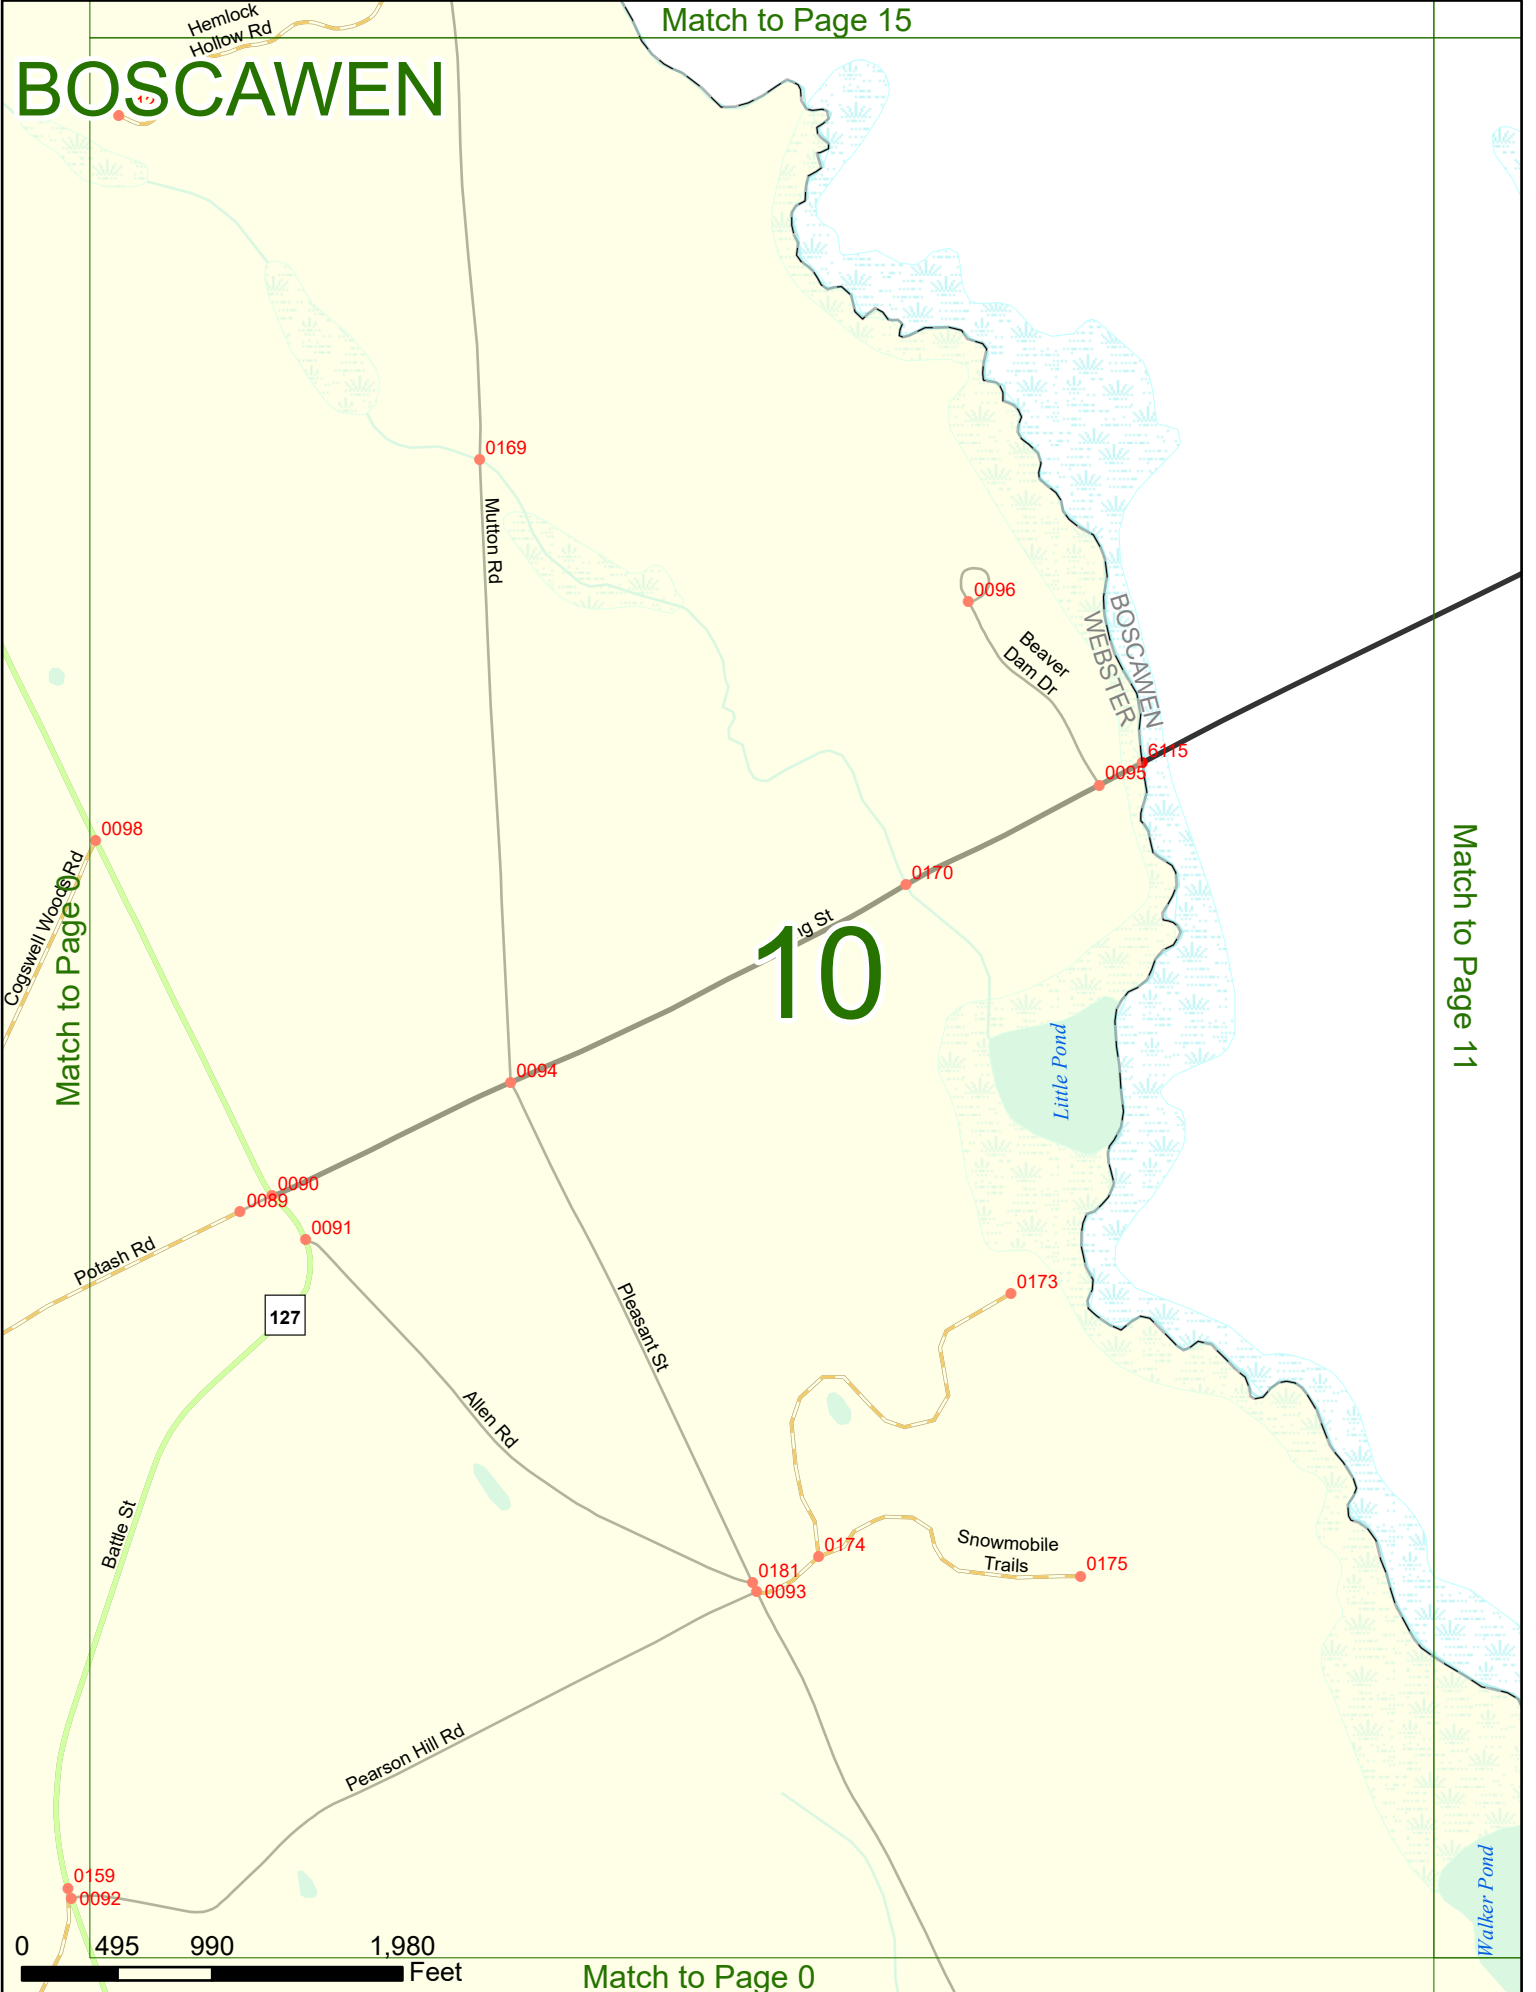 Match to Page 15
Hemlock
Hollow Rd
BOSCAWEN
0169
Mutton Rd
0096
Beaver
Dam Dr
BOSCAWEN
WEBSTER
6115
0095
0098
Cogswell Woods Rd
Match to Page 0
0170
Match to Page 11
10
Little Pond
0094
0090
0089
0091
Potash Rd
127
0173
Pleasant St
Allen Rd
Battle St
Snowmobile
Trails
0174
0175
0181
0093
Pearson Hill Rd
0159
0092
Walker Pond
0 495 990 1,980
Feet
Match to Page 0